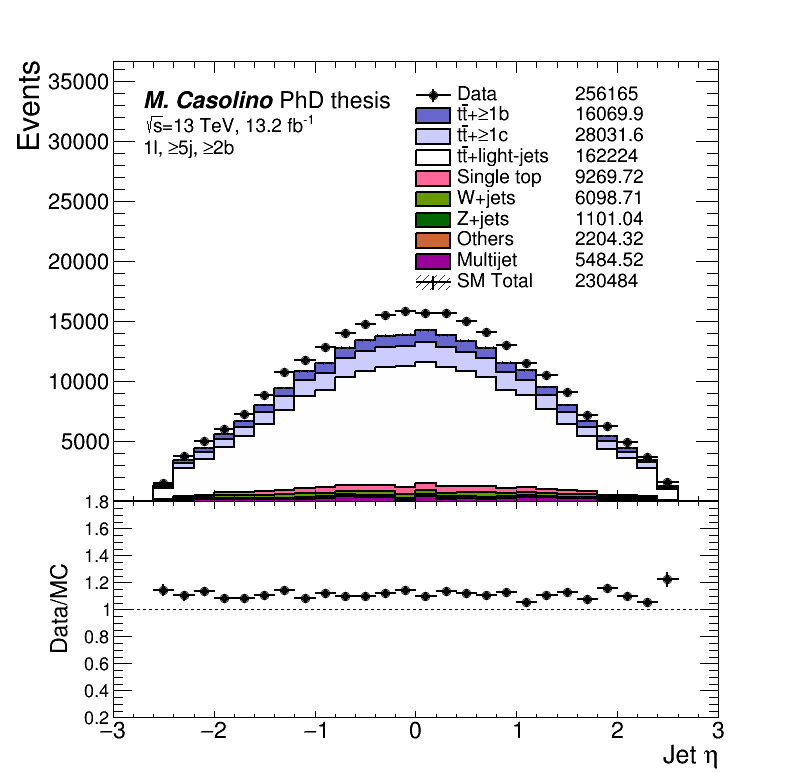 Events
35000
30000
25000
20000
15000
10000
5000
M. Casolino PhD thesis
√s=13 TeV, 13.2 fb⁻¹
1l, ≥5j, ≥2b
Data 256165
tt̄+≥1b 16069.9
tt̄+≥1c 28031.6
tt̄+light-jets 162224
Single top 9269.72
W+jets 6098.71
Z+jets 1101.04
Others 2204.32
Multijet 5484.52
SM Total 230484
Data/MC
1.8
1.6
1.4
1.2
1
0.8
0.6
0.4
0.2
−3 −2 −1 0 1 2 3
Jet η